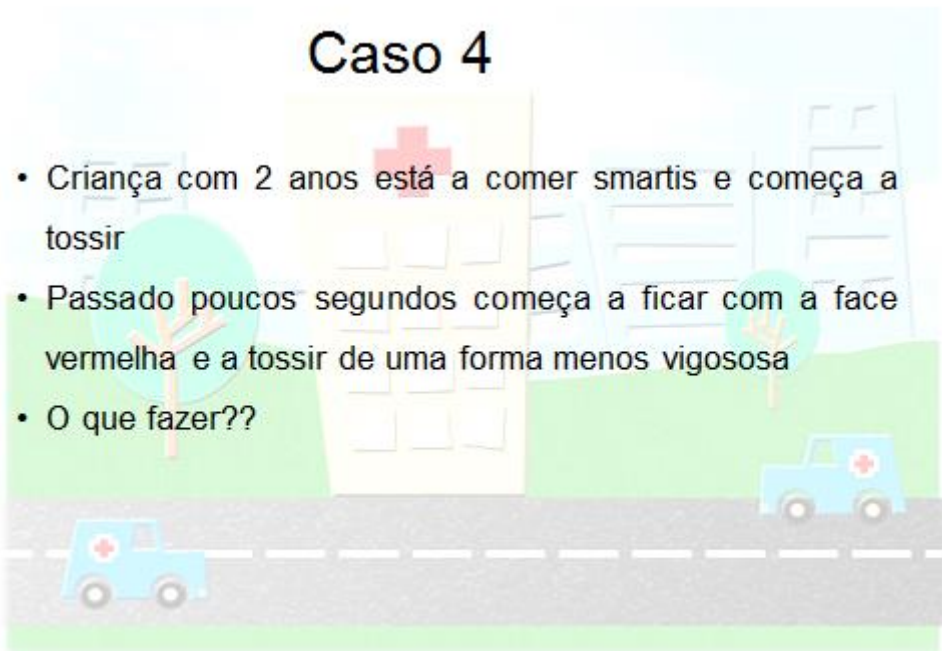 Caso 4
• Criança com 2 anos está a comer smartis e começa a
tossir
• Passado poucos segundos começa a ficar com a face
vermelha e a tossir de uma forma menos vigososa
• O que fazer??